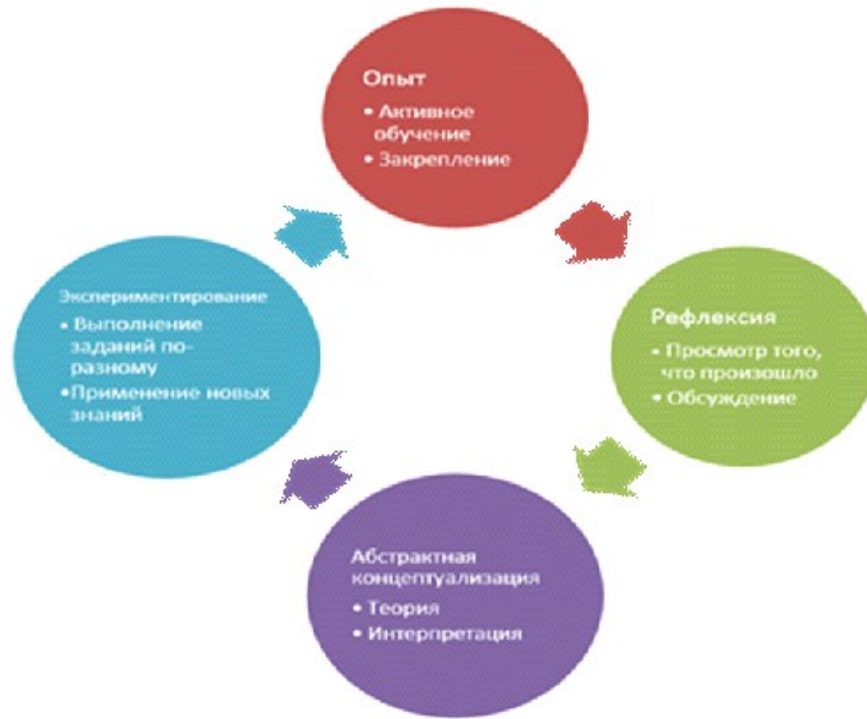 Опыт
• Активное
обучение
• Закрепление
Рефлексия
• Просмотр того,
что произошло
• Обсуждение
Абстрактная
концептуализация
• Теория
• Интерпретация
Экспериментирование
• Выполнение
заданий по-
разному
•Применение новых
знаний